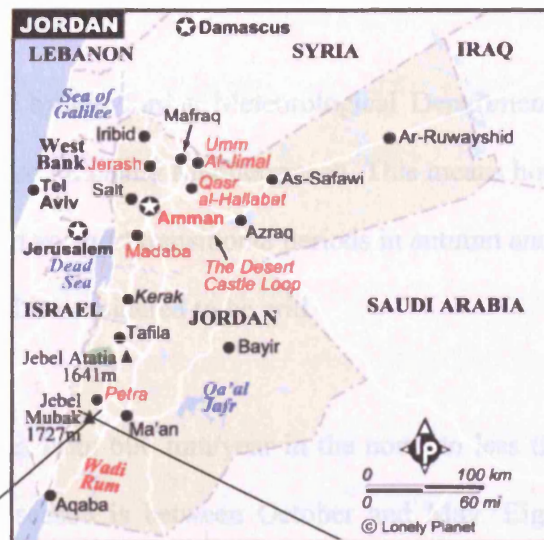 JORDAN
Damascus
LEBANON
SYRIA
IRAQ
Sea of
Galilee
Mafraq
Iribid
Umm
Al-Jimal
Ar-Ruwayshid
West
Bank
Jerash
Qasr
al-Hallabat
As-Safawi
Tel
Aviv
Salt
Amman
Azraq
Jerusalem
Madaba
Dead
Sea
The Desert
Castle Loop
Kerak
ISRAEL
JORDAN
SAUDI ARABIA
Tafila
Bayir
Jebel Atatia
1641m
Jebel
Mubak
1727m
Petra
Qa'al
Jafr
Ma'an
Wadi
Rum
Aqaba
lp
0 100 km
0 60 mi
© Lonely Planet